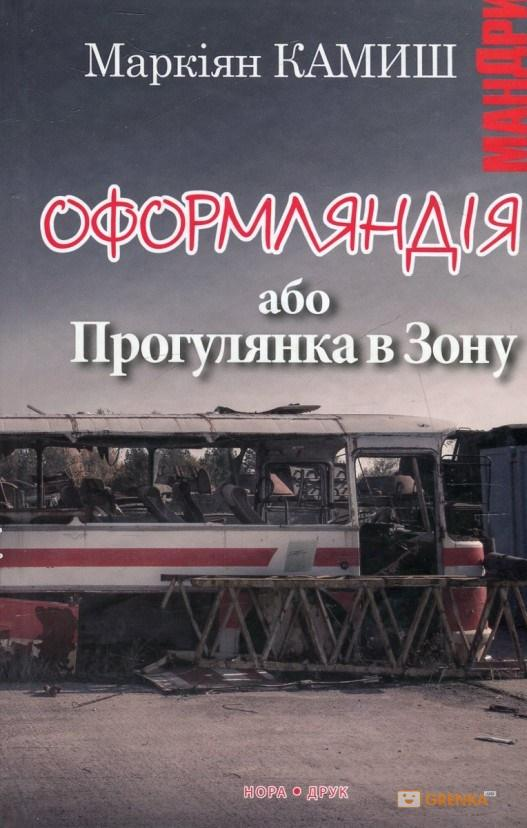 Маркіян КАМИШ
МАНДРИ
ОФОРМЛЯНДІЯ
або
Прогулянка в Зону
НОРА • ДРУК
GRENKA